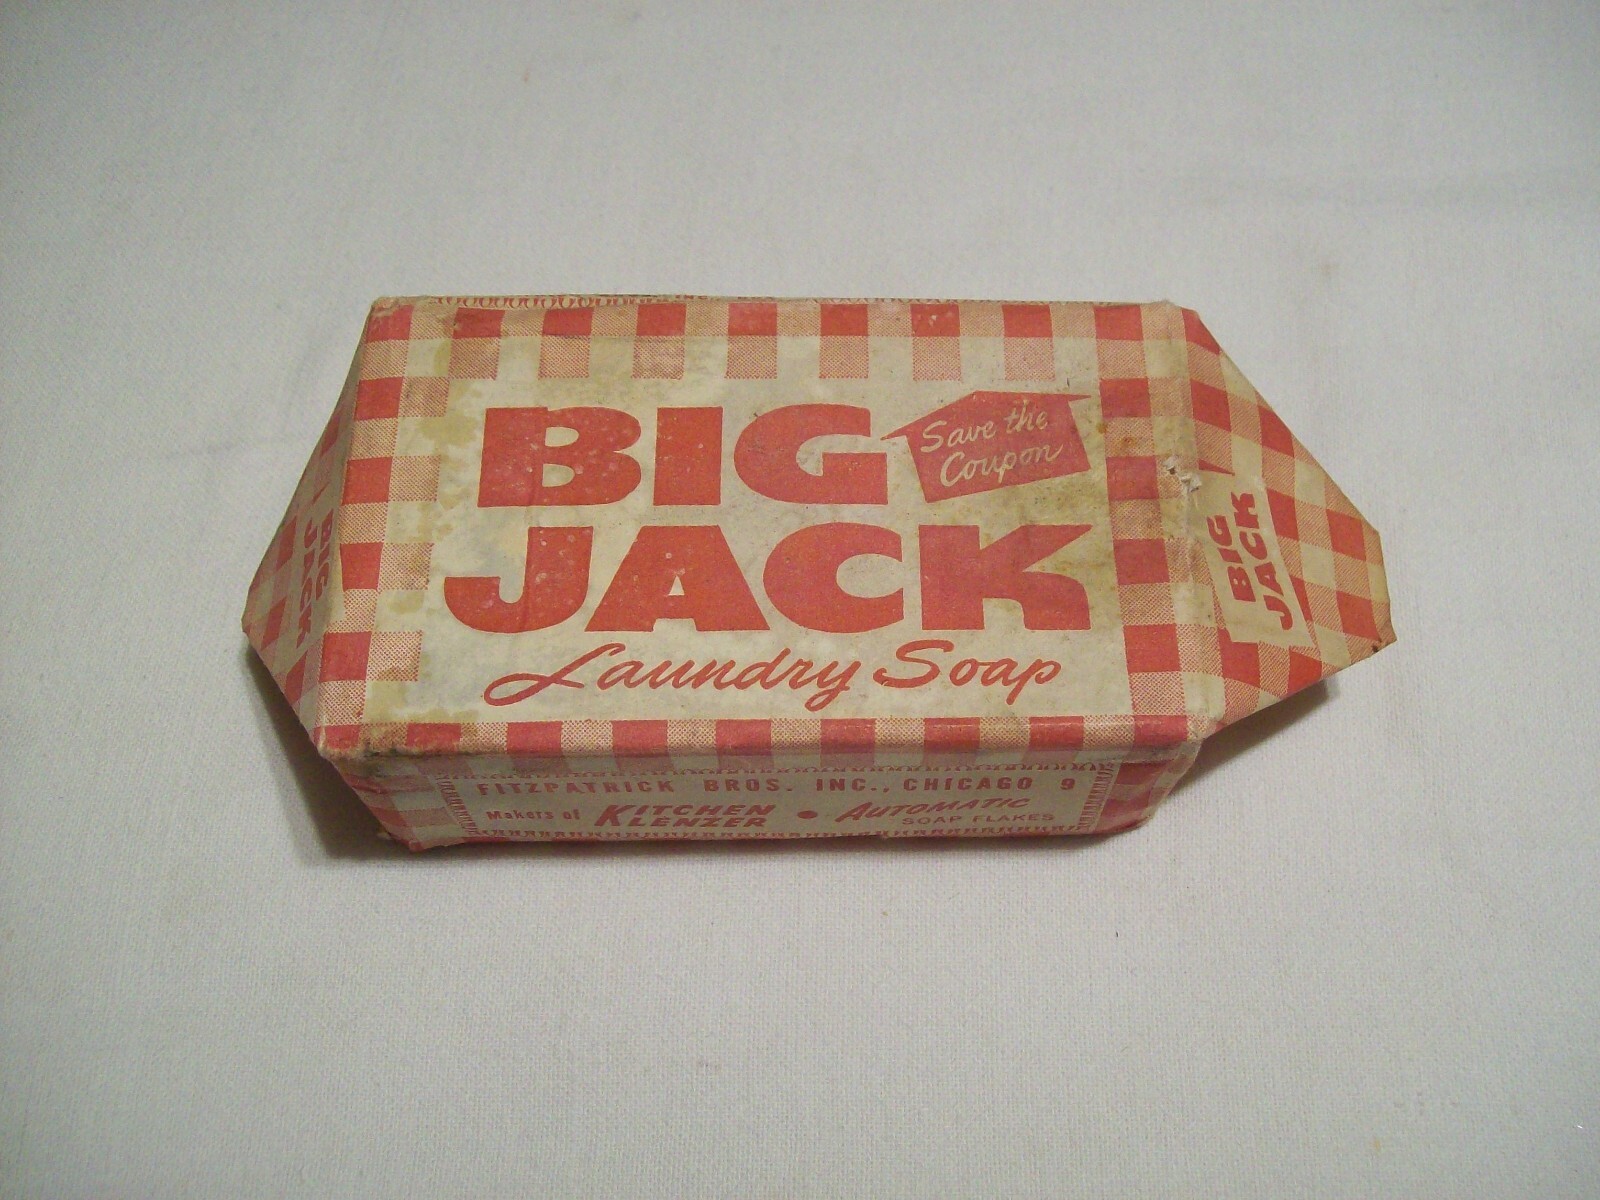 BIG
Save the
Coupon
JACK
Laundry Soap
FITZPATRICK BROS. INC., CHICAGO 9
Makers of KITCHEN KLENZER • AUTOMATIC SOAP FLAKES
BIG
JACK
BIG
JACK